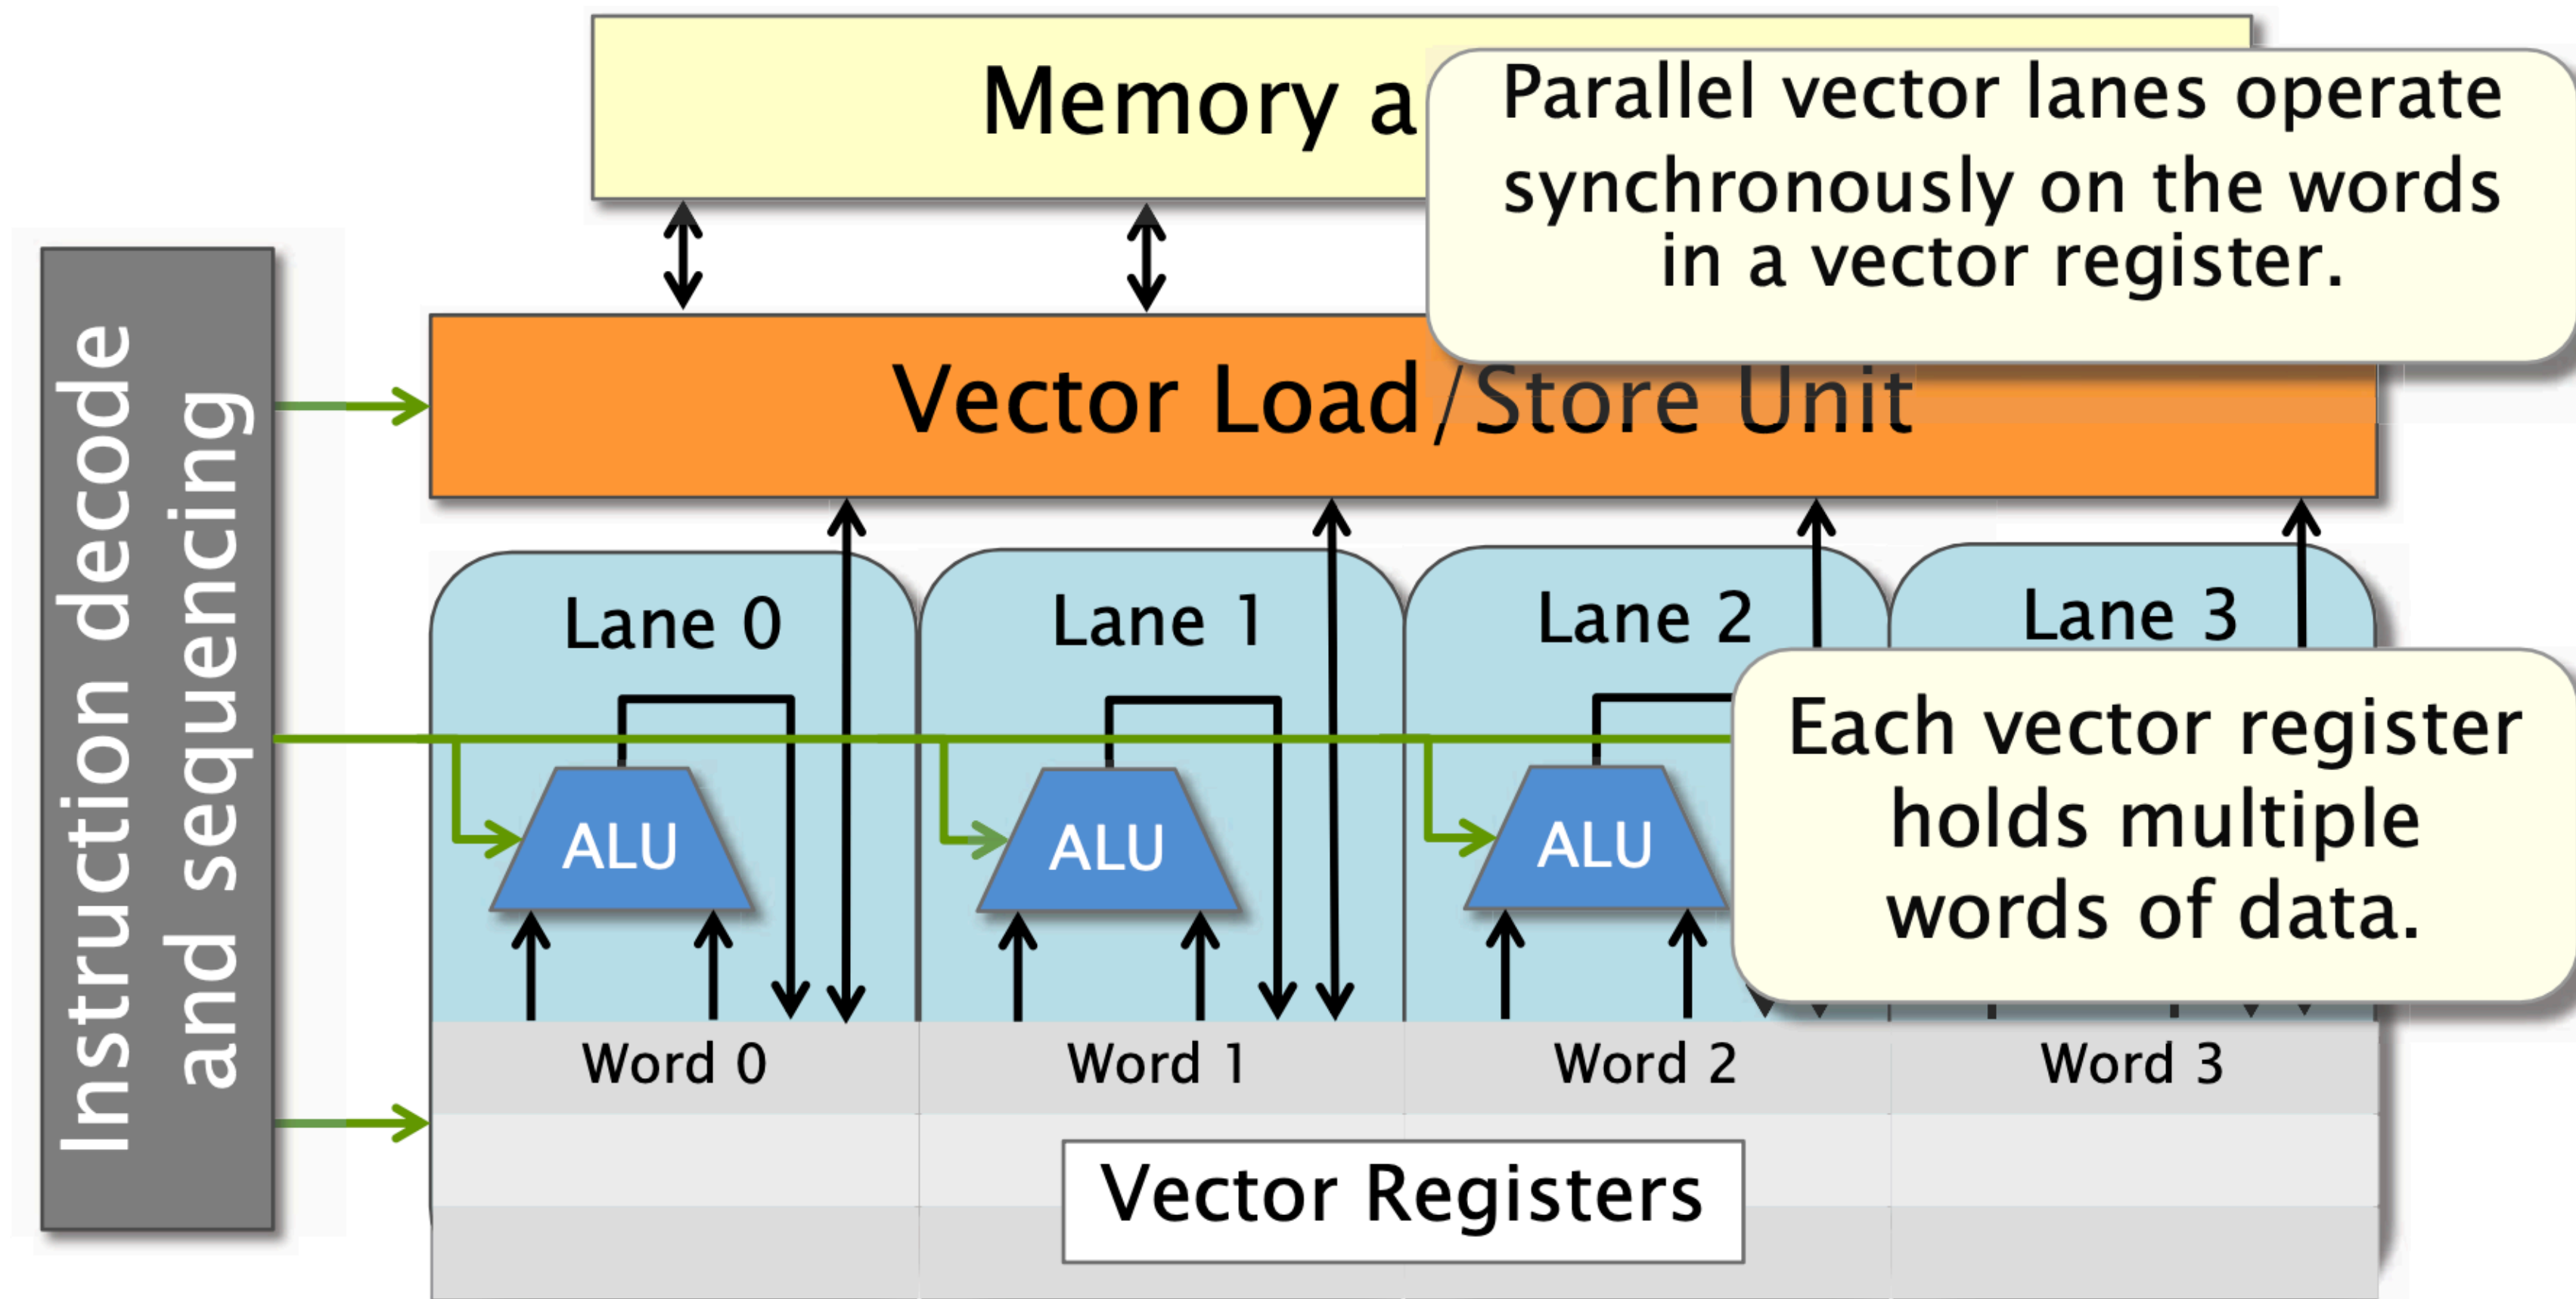 Memory a
Parallel vector lanes operate
synchronously on the words
in a vector register.
Instruction decode
and sequencing
Vector Load/Store Unit
Lane 0
Lane 1
Lane 2
Lane 3
ALU
ALU
ALU
Each vector register
holds multiple
words of data.
Word 0
Word 1
Word 2
Word 3
Vector Registers